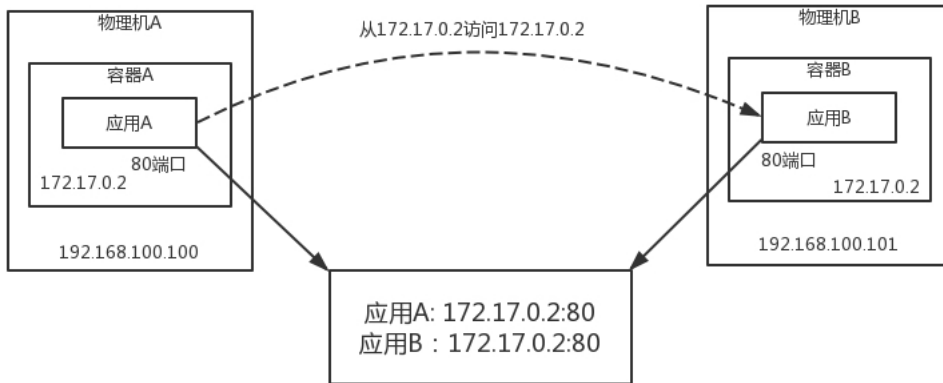 物理机A
容器A
应用A
80端口
172.17.0.2
192.168.100.100
从172.17.0.2访问172.17.0.2
物理机B
容器B
应用B
80端口
172.17.0.2
192.168.100.101
应用A: 172.17.0.2:80
应用B：172.17.0.2:80